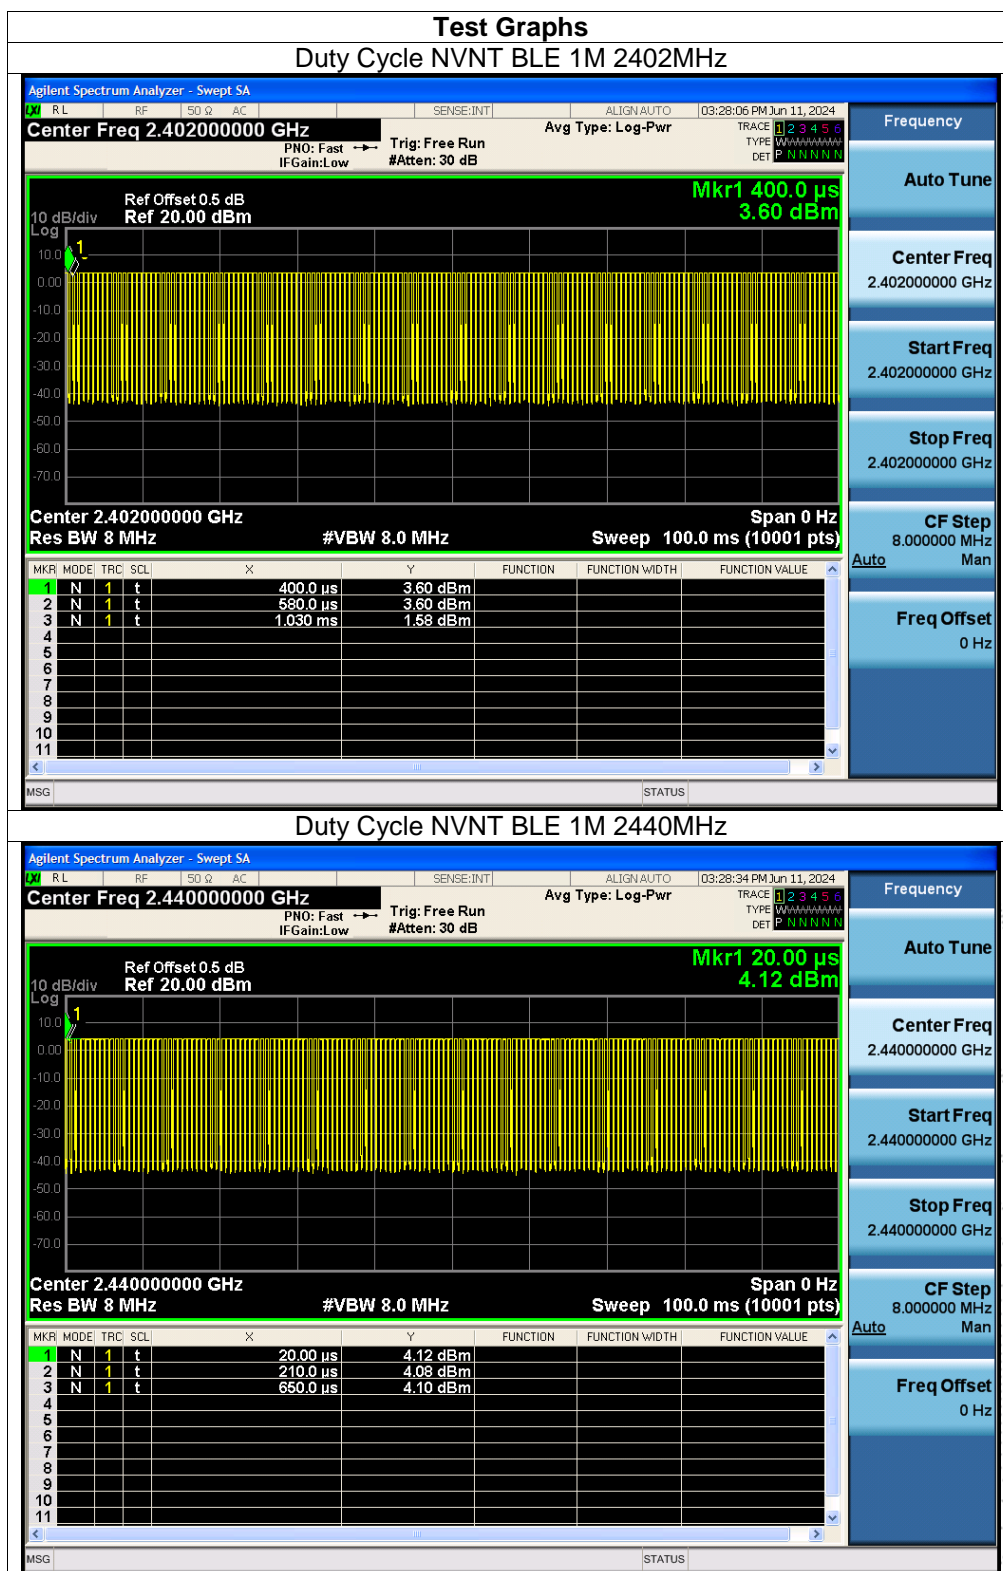 Test Graphs
Duty Cycle NVNT BLE 1M 2402MHz
Agilent Spectrum Analyzer - Swept SA
LXI RL RF 50 Ω AC SENSE:INT ALIGN AUTO 03:28:06 PM Jun 11, 2024
Center Freq 2.402000000 GHz Avg Type: Log-Pwr TRACE 1 2 3 4 5 6
PNO: Fast Trig: Free Run TYPE WWWWWW
IFGain:Low #Atten: 30 dB DET P N N N N N
Frequency
Auto Tune
Center Freq
2.402000000 GHz
Start Freq
2.402000000 GHz
Stop Freq
2.402000000 GHz
CF Step
8.000000 MHz
Auto Man
Freq Offset
0 Hz
Mkr1 400.0 µs
3.60 dBm
Ref Offset 0.5 dB
10 dB/div Ref 20.00 dBm
Log
1
10.0
0.00
-10.0
-20.0
-30.0
-40.0
-50.0
-60.0
-70.0
Center 2.402000000 GHz Span 0 Hz
Res BW 8 MHz #VBW 8.0 MHz Sweep 100.0 ms (10001 pts)
MKR MODE TRC SCL X Y FUNCTION FUNCTION WIDTH FUNCTION VALUE
1 N 1 t 400.0 µs 3.60 dBm
2 N 1 t 580.0 µs 3.60 dBm
3 N 1 t 1.030 ms 1.58 dBm
4
5
6
7
8
9
10
11
MSG STATUS
Duty Cycle NVNT BLE 1M 2440MHz
Agilent Spectrum Analyzer - Swept SA
LXI RL RF 50 Ω AC SENSE:INT ALIGN AUTO 03:28:34 PM Jun 11, 2024
Center Freq 2.440000000 GHz Avg Type: Log-Pwr TRACE 1 2 3 4 5 6
PNO: Fast Trig: Free Run TYPE WWWWWW
IFGain:Low #Atten: 30 dB DET P N N N N N
Frequency
Auto Tune
Center Freq
2.440000000 GHz
Start Freq
2.440000000 GHz
Stop Freq
2.440000000 GHz
CF Step
8.000000 MHz
Auto Man
Freq Offset
0 Hz
Mkr1 20.00 µs
4.12 dBm
Ref Offset 0.5 dB
10 dB/div Ref 20.00 dBm
Log
1
10.0
0.00
-10.0
-20.0
-30.0
-40.0
-50.0
-60.0
-70.0
Center 2.440000000 GHz Span 0 Hz
Res BW 8 MHz #VBW 8.0 MHz Sweep 100.0 ms (10001 pts)
MKR MODE TRC SCL X Y FUNCTION FUNCTION WIDTH FUNCTION VALUE
1 N 1 t 20.00 µs 4.12 dBm
2 N 1 t 210.0 µs 4.08 dBm
3 N 1 t 650.0 µs 4.10 dBm
4
5
6
7
8
9
10
11
MSG STATUS